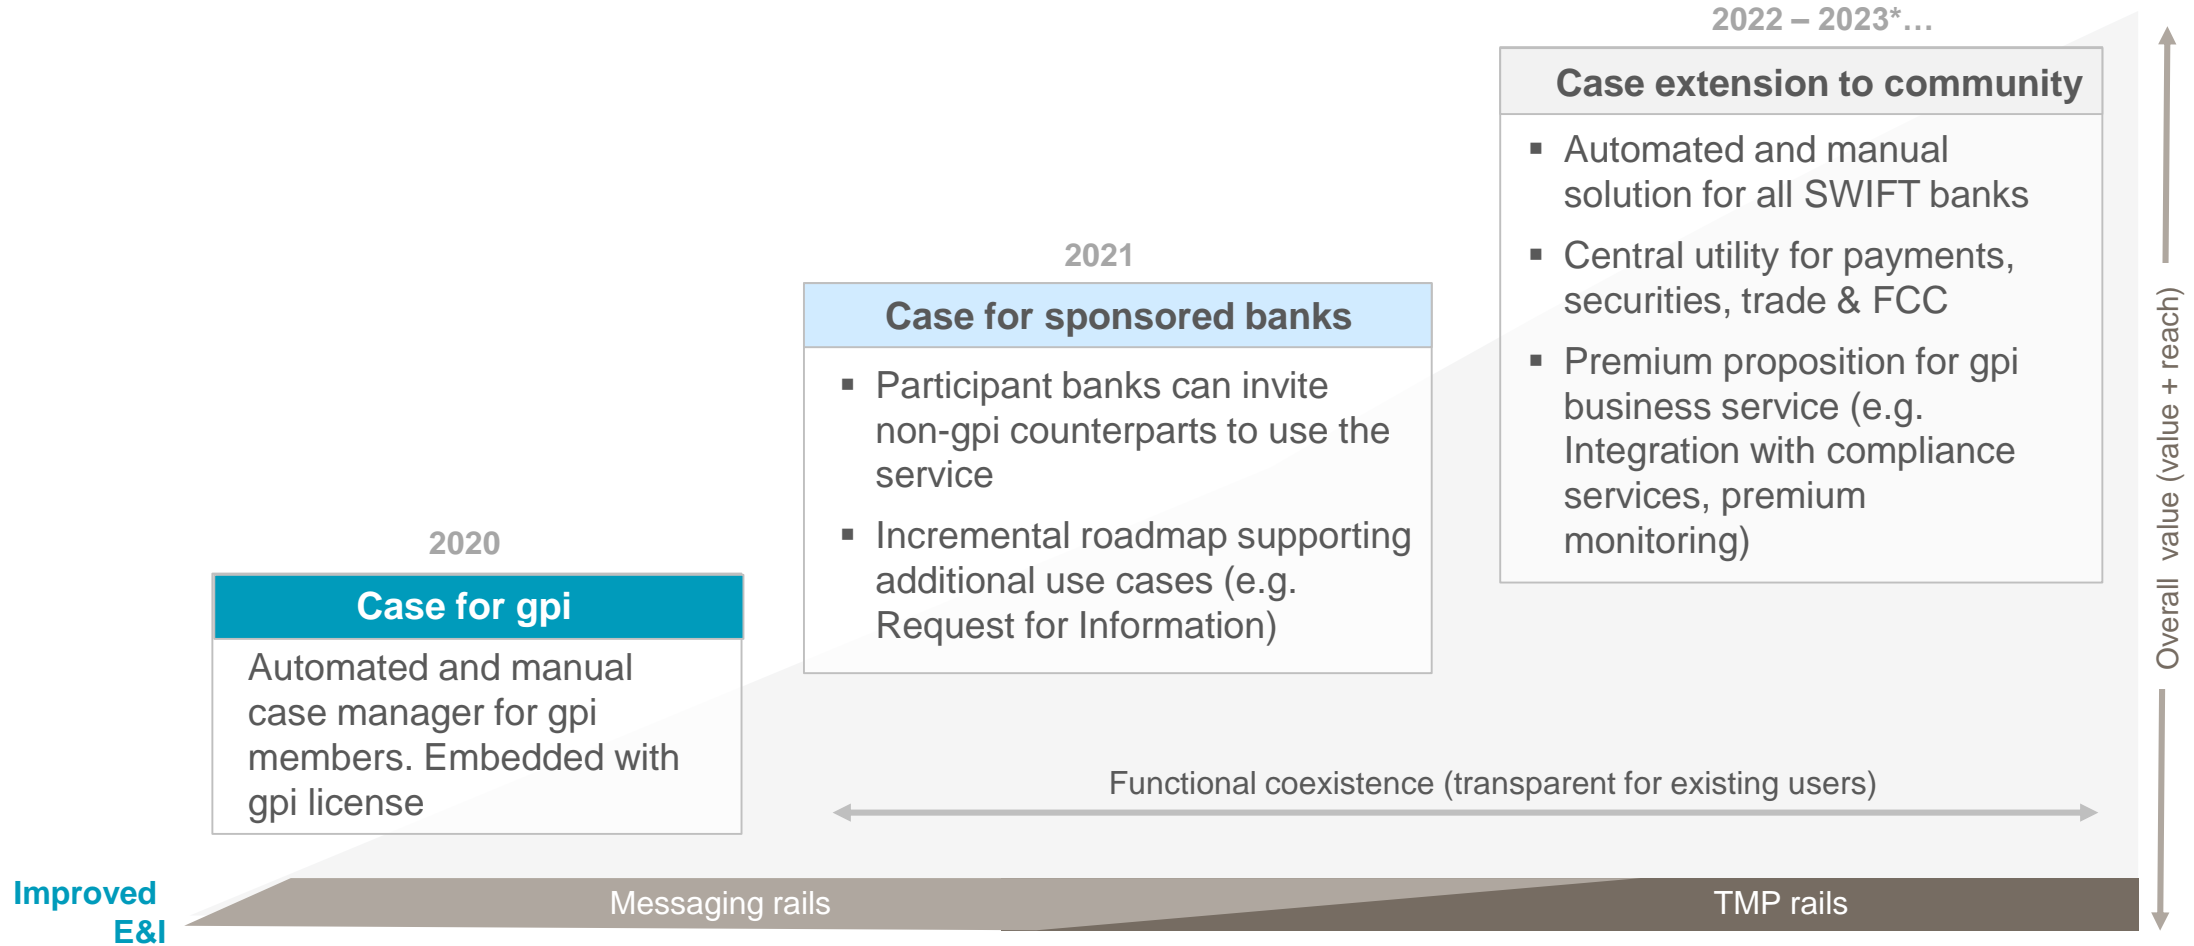 2020
Case for gpi
Automated and manual
case manager for gpi
members. Embedded with
gpi license
2021
Case for sponsored banks
▪ Participant banks can invite
non-gpi counterparts to use the
service
▪ Incremental roadmap supporting
additional use cases (e.g.
Request for Information)
2022 – 2023*…
Case extension to community
▪ Automated and manual
solution for all SWIFT banks
▪ Central utility for payments,
securities, trade & FCC
▪ Premium proposition for gpi
business service (e.g.
Integration with compliance
services, premium
monitoring)
Overall value (value + reach)
Functional coexistence (transparent for existing users)
Improved
E&I
Messaging rails
TMP rails